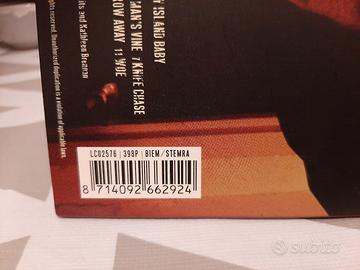 Y ISLAND BABY
MAN'S VINE 7 KNIFE CHASE
ROW AWAY 11 WOE
its and Kathleen Brennan
rights reserved. Unauthorized duplication is a violation of applicable laws.
LC02576 | 398P | BIEM/STEMRA
8 714092 662924
subito